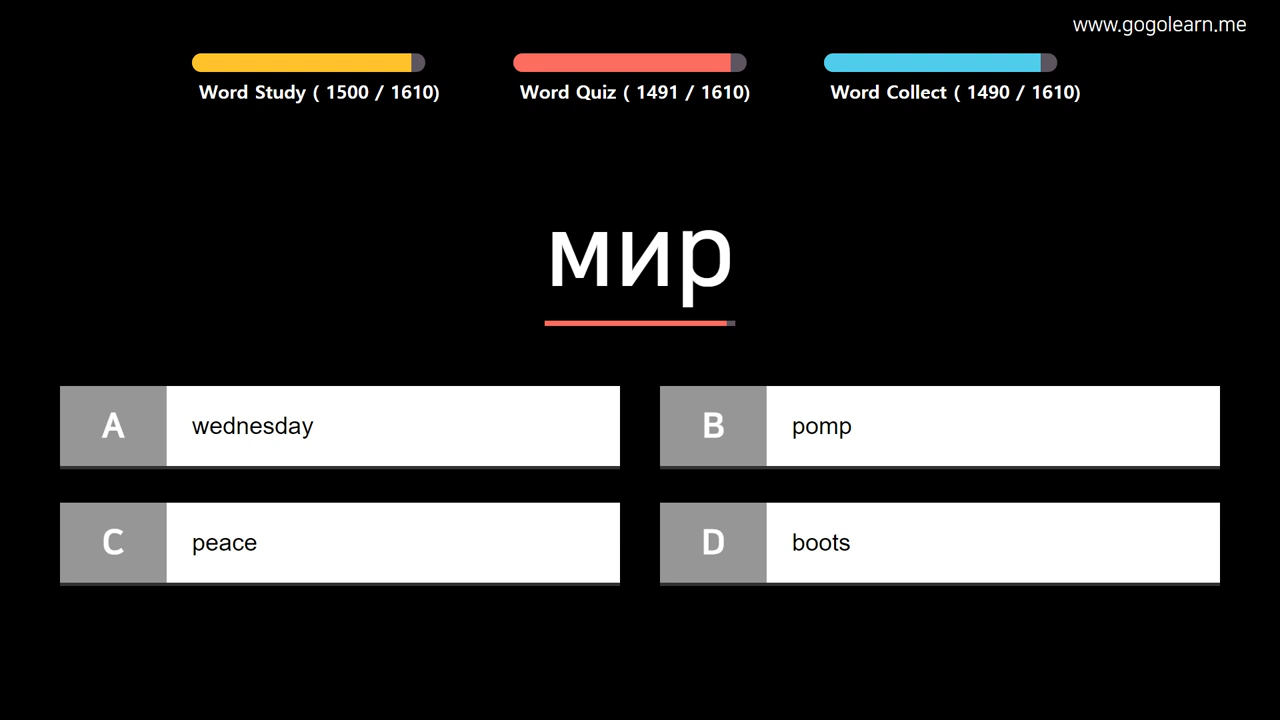 www.gogolearn.me
Word Study ( 1500 / 1610)
Word Quiz ( 1491 / 1610)
Word Collect ( 1490 / 1610)
мир
A wednesday
B pomp
C peace
D boots